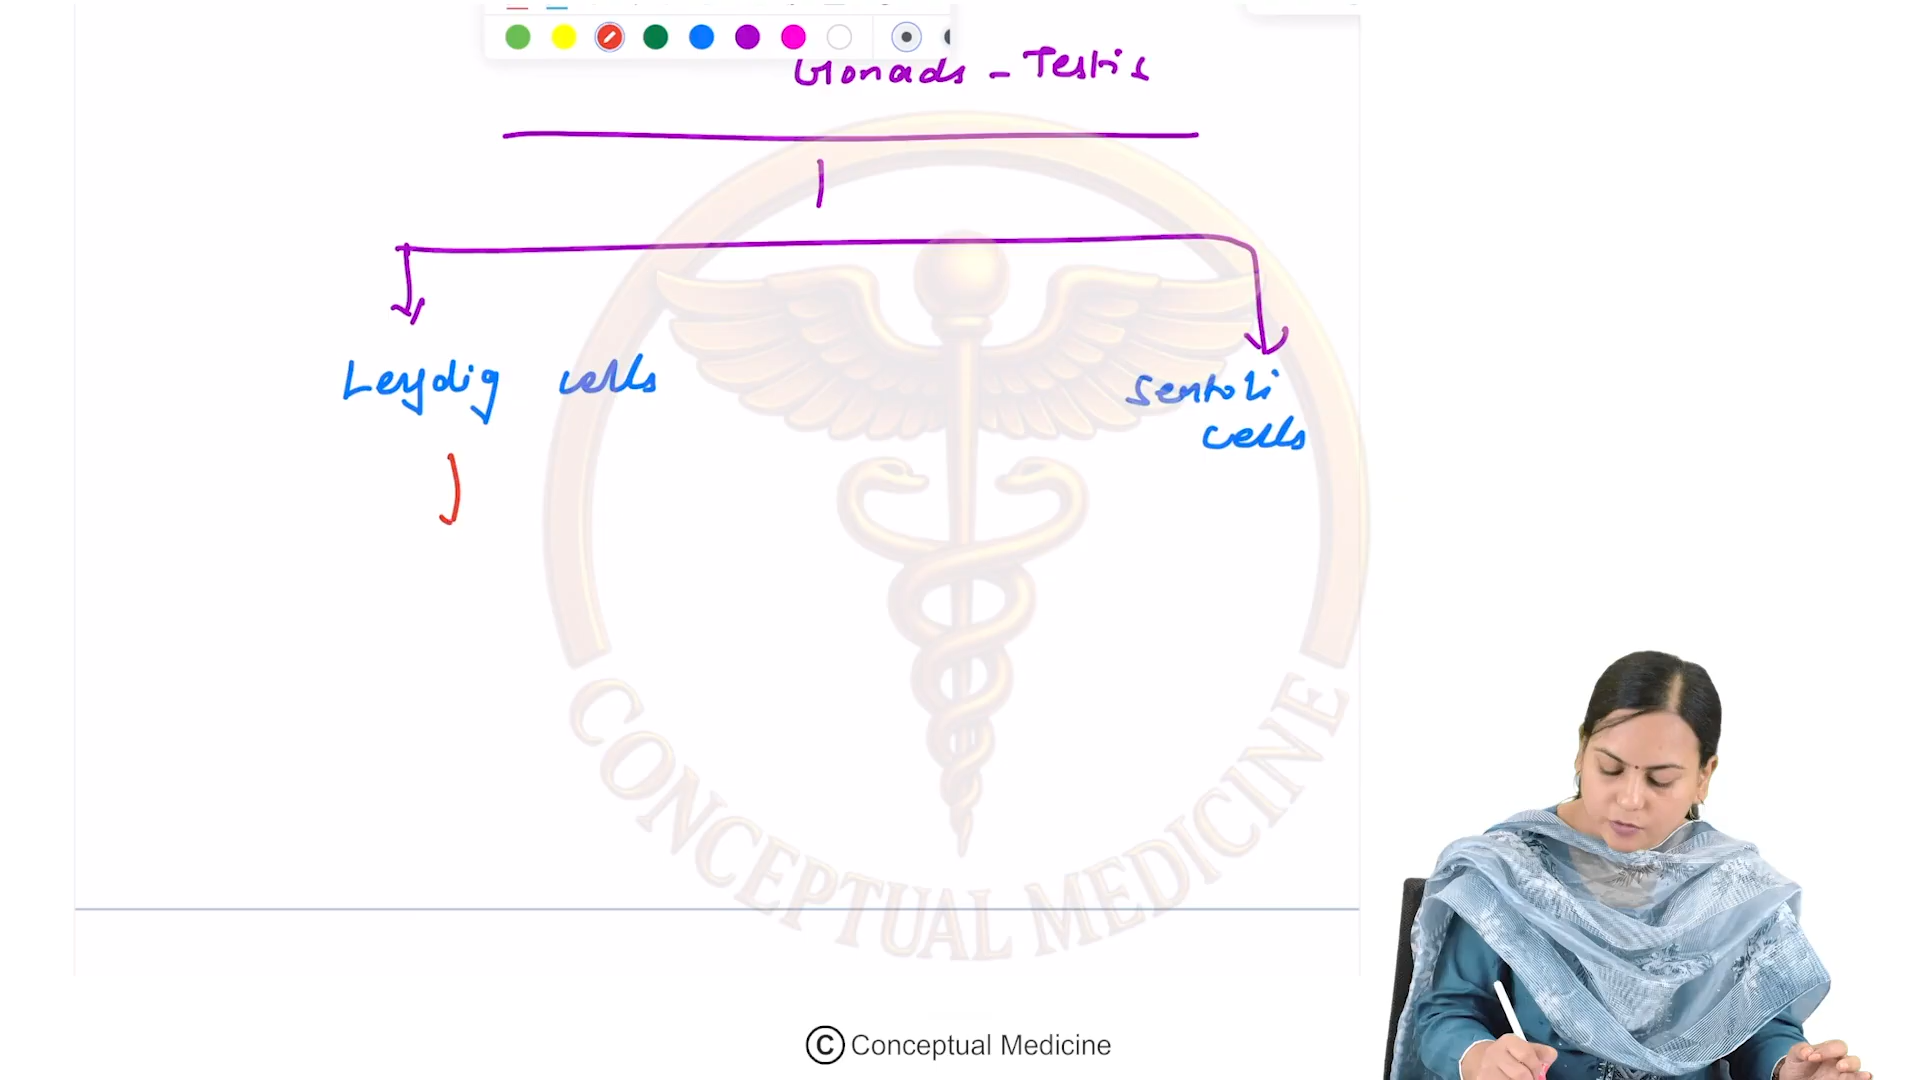 Gonads - Testis
Leydig cells
Sertoli
cells
CONCEPTUAL MEDICINE
© Conceptual Medicine